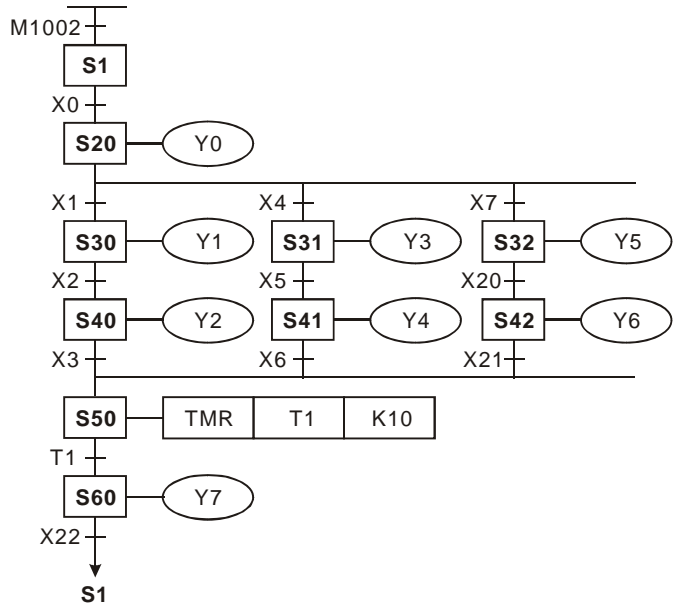 M1002
S1
X0
S20 Y0
X1 X4 X7
S30 Y1 S31 Y3 S32 Y5
X2 X5 X20
S40 Y2 S41 Y4 S42 Y6
X3 X6 X21
S50 TMR T1 K10
T1
S60 Y7
X22
S1